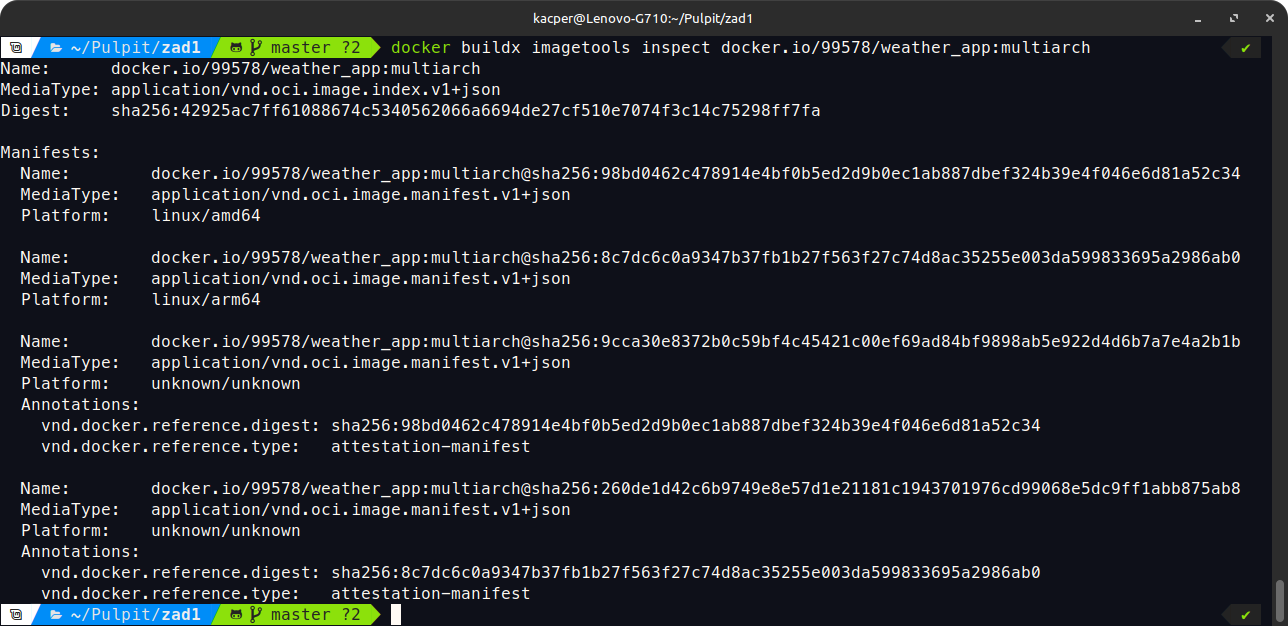 kacper@Lenovo-G710:~/Pulpit/zad1
~/Pulpit/zad1 master ?2 docker buildx imagetools inspect docker.io/99578/weather_app:multiarch ✔
Name: docker.io/99578/weather_app:multiarch
MediaType: application/vnd.oci.image.index.v1+json
Digest: sha256:42925ac7ff61088674c5340562066a6694de27cf510e7074f3c14c75298ff7fa
Manifests:
Name: docker.io/99578/weather_app:multiarch@sha256:98bd0462c478914e4bf0b5ed2d9b0ec1ab887dbef324b39e4f046e6d81a52c34
MediaType: application/vnd.oci.image.manifest.v1+json
Platform: linux/amd64
Name: docker.io/99578/weather_app:multiarch@sha256:8c7dc6c0a9347b37fb1b27f563f27c74d8ac35255e003da599833695a2986ab0
MediaType: application/vnd.oci.image.manifest.v1+json
Platform: linux/arm64
Name: docker.io/99578/weather_app:multiarch@sha256:9cca30e8372b0c59bf4c45421c00ef69ad84bf9898ab5e922d4d6b7a7e4a2b1b
MediaType: application/vnd.oci.image.manifest.v1+json
Platform: unknown/unknown
Annotations:
vnd.docker.reference.digest: sha256:98bd0462c478914e4bf0b5ed2d9b0ec1ab887dbef324b39e4f046e6d81a52c34
vnd.docker.reference.type: attestation-manifest
Name: docker.io/99578/weather_app:multiarch@sha256:260de1d42c6b9749e8e57d1e21181c1943701976cd99068e5dc9ff1abb875ab8
MediaType: application/vnd.oci.image.manifest.v1+json
Platform: unknown/unknown
Annotations:
vnd.docker.reference.digest: sha256:8c7dc6c0a9347b37fb1b27f563f27c74d8ac35255e003da599833695a2986ab0
vnd.docker.reference.type: attestation-manifest
~/Pulpit/zad1 master ?2 ✔